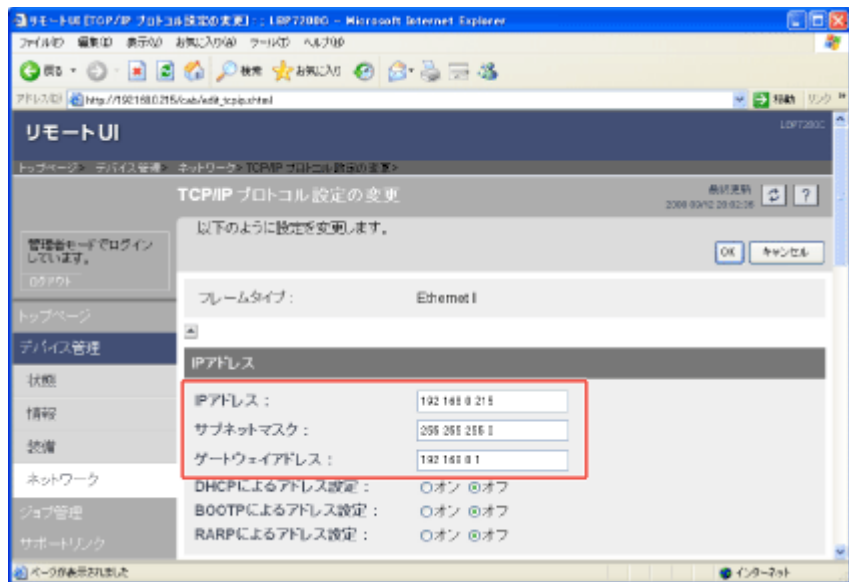 リモートUI [TCP/IP プロトコル設定の変更] : ; LBP7200C - Microsoft Internet Explorer
ファイル(F) 編集(E) 表示(V) お気に入り(A) ツール(T) ヘルプ(H)
戻る 検索 お気に入り
アドレス(D) http://192.168.0.215/cab/edit_tcpip.shtml 移動 リンク
リモートUI
LBP7200C
トップページ> デバイス管理> ネットワーク> TCP/IP プロトコル設定の変更>
TCP/IP プロトコル設定の変更
最終更新
?
以下のように設定を変更します。
OK キャンセル
管理者モードでログイン
しています。
ログアウト
フレームタイプ : Ethernet II
トップページ
デバイス管理
IPアドレス
状態
IPアドレス : 192.168.0.215
情報
サブネットマスク : 255.255.255.0
装備
ゲートウェイアドレス : 192.168.0.1
ネットワーク
DHCPによるアドレス設定 : オン オフ
ジョブ管理
BOOTPによるアドレス設定 : オン オフ
RARPによるアドレス設定 : オン オフ
サポートリンク
ページが表示されました インターネット